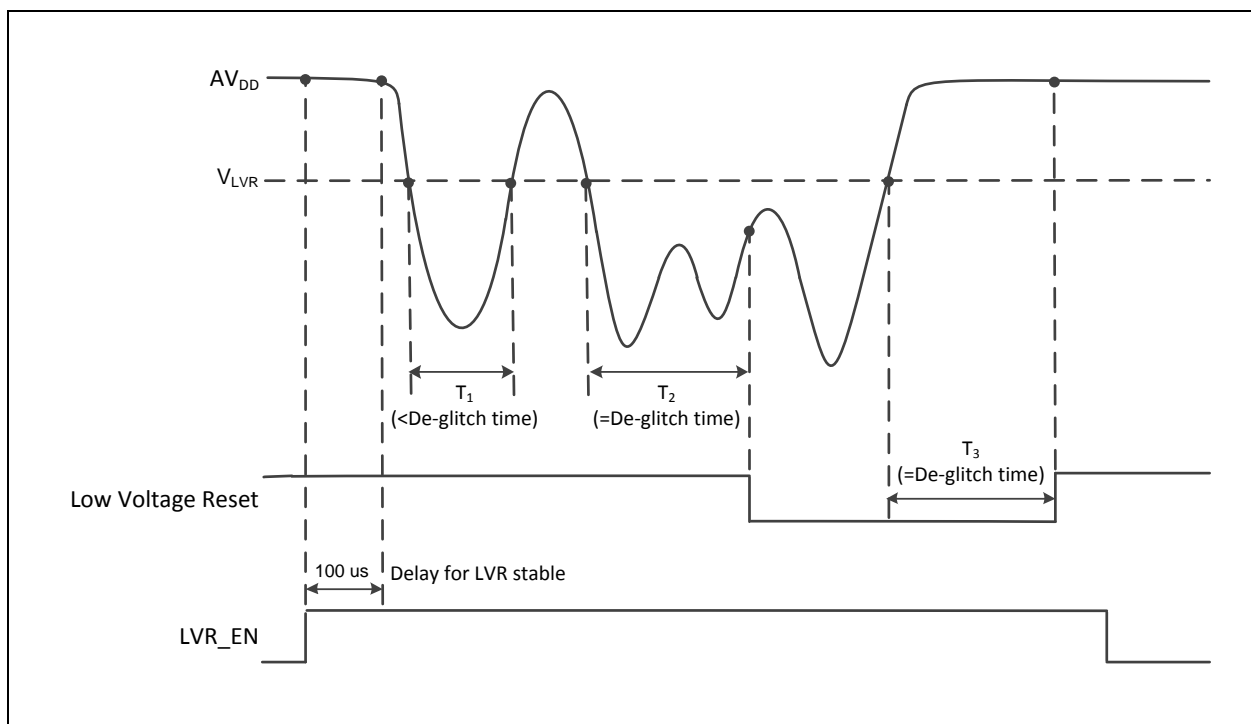 AVDD
VLVR
T1
(<De-glitch time)
T2
(=De-glitch time)
T3
(=De-glitch time)
Low Voltage Reset
100 us
Delay for LVR stable
LVR_EN